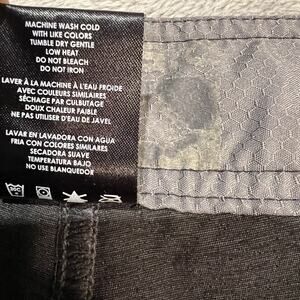 MACHINE WASH COLD
WITH LIKE COLORS
TUMBLE DRY GENTLE
LOW HEAT
DO NOT BLEACH
DO NOT IRON
LAVER À LA MACHINE À L'EAU FROIDE
AVEC COULEURS SIMILAIRES
SÉCHAGE PAR CULBUTAGE
DOUX CHALEUR FAIBLE
NE PAS UTILISER D'EAU DE JAVEL
LAVAR EN LAVADORA CON AGUA
FRIA CON COLORES SIMILARES
SECADORA SUAVE
TEMPERATURA BAJO
NO USE BLANQUEDOX